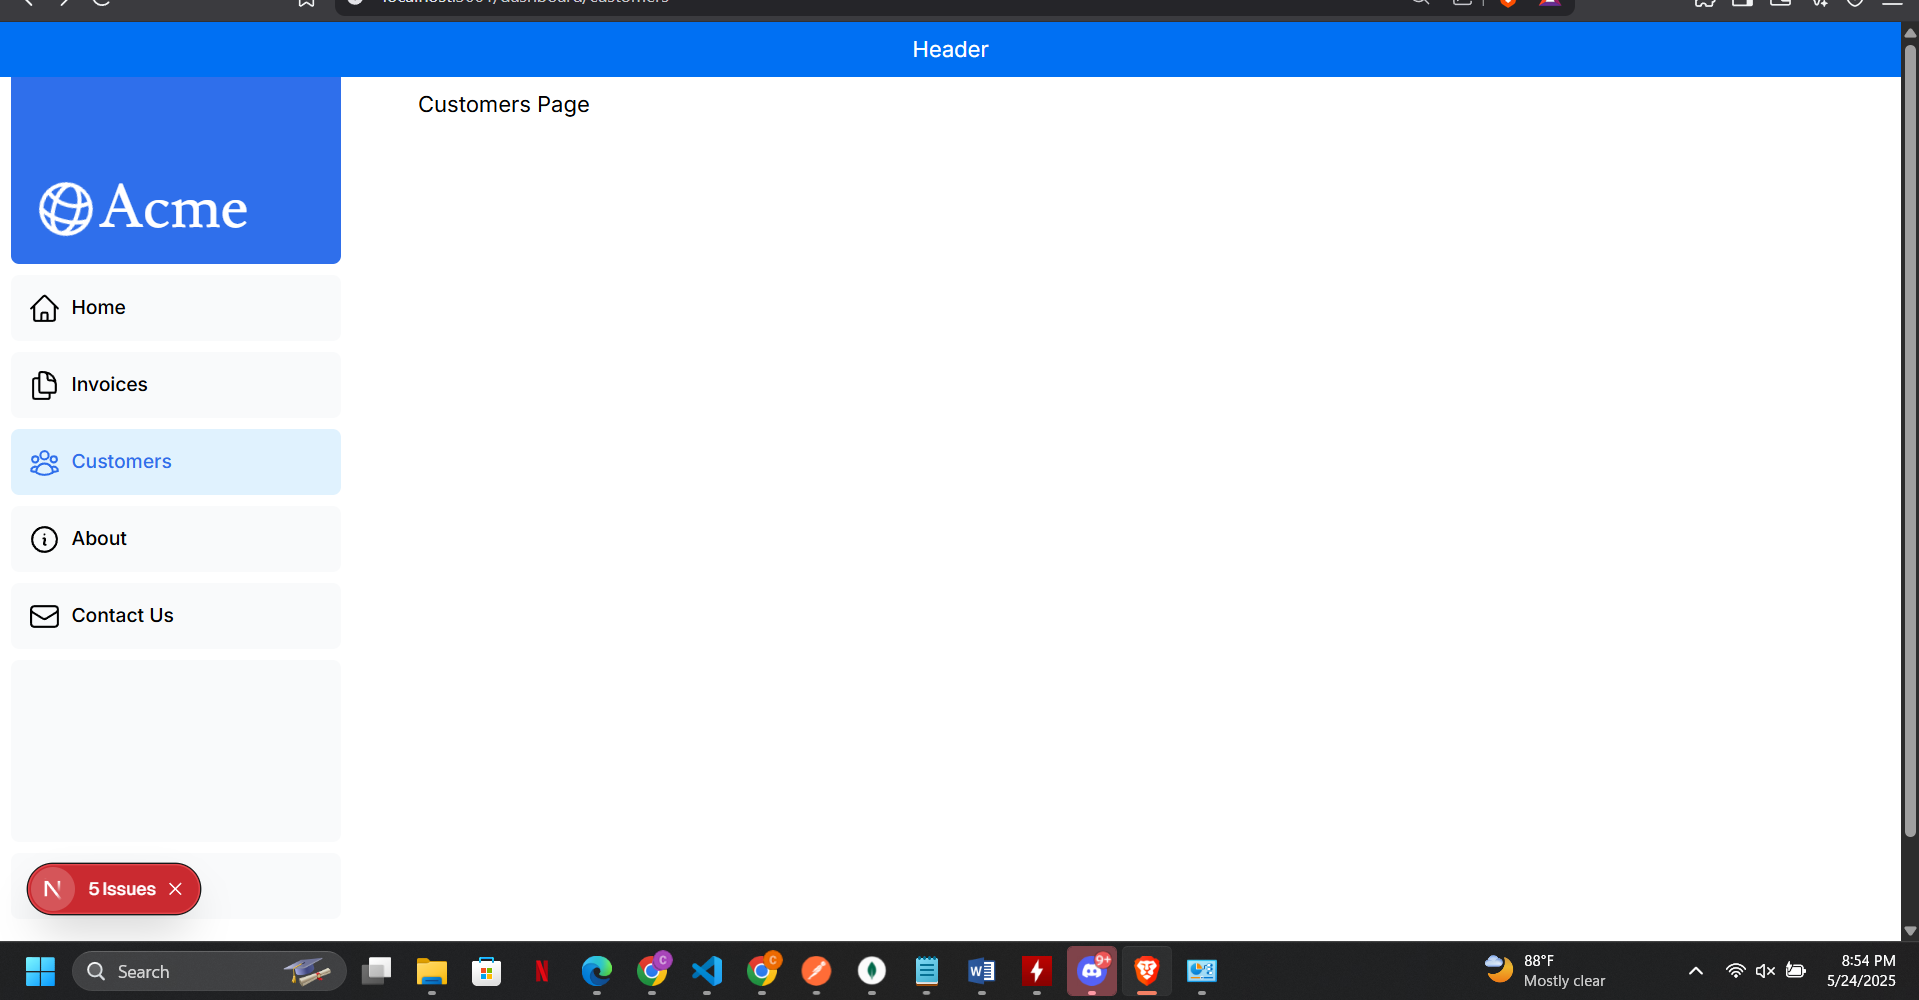 Header
Customers Page
Acme
Home
Invoices
Customers
About
Contact Us
N 5 Issues
Search
9+
88°F
Mostly clear
8:54 PM
5/24/2025